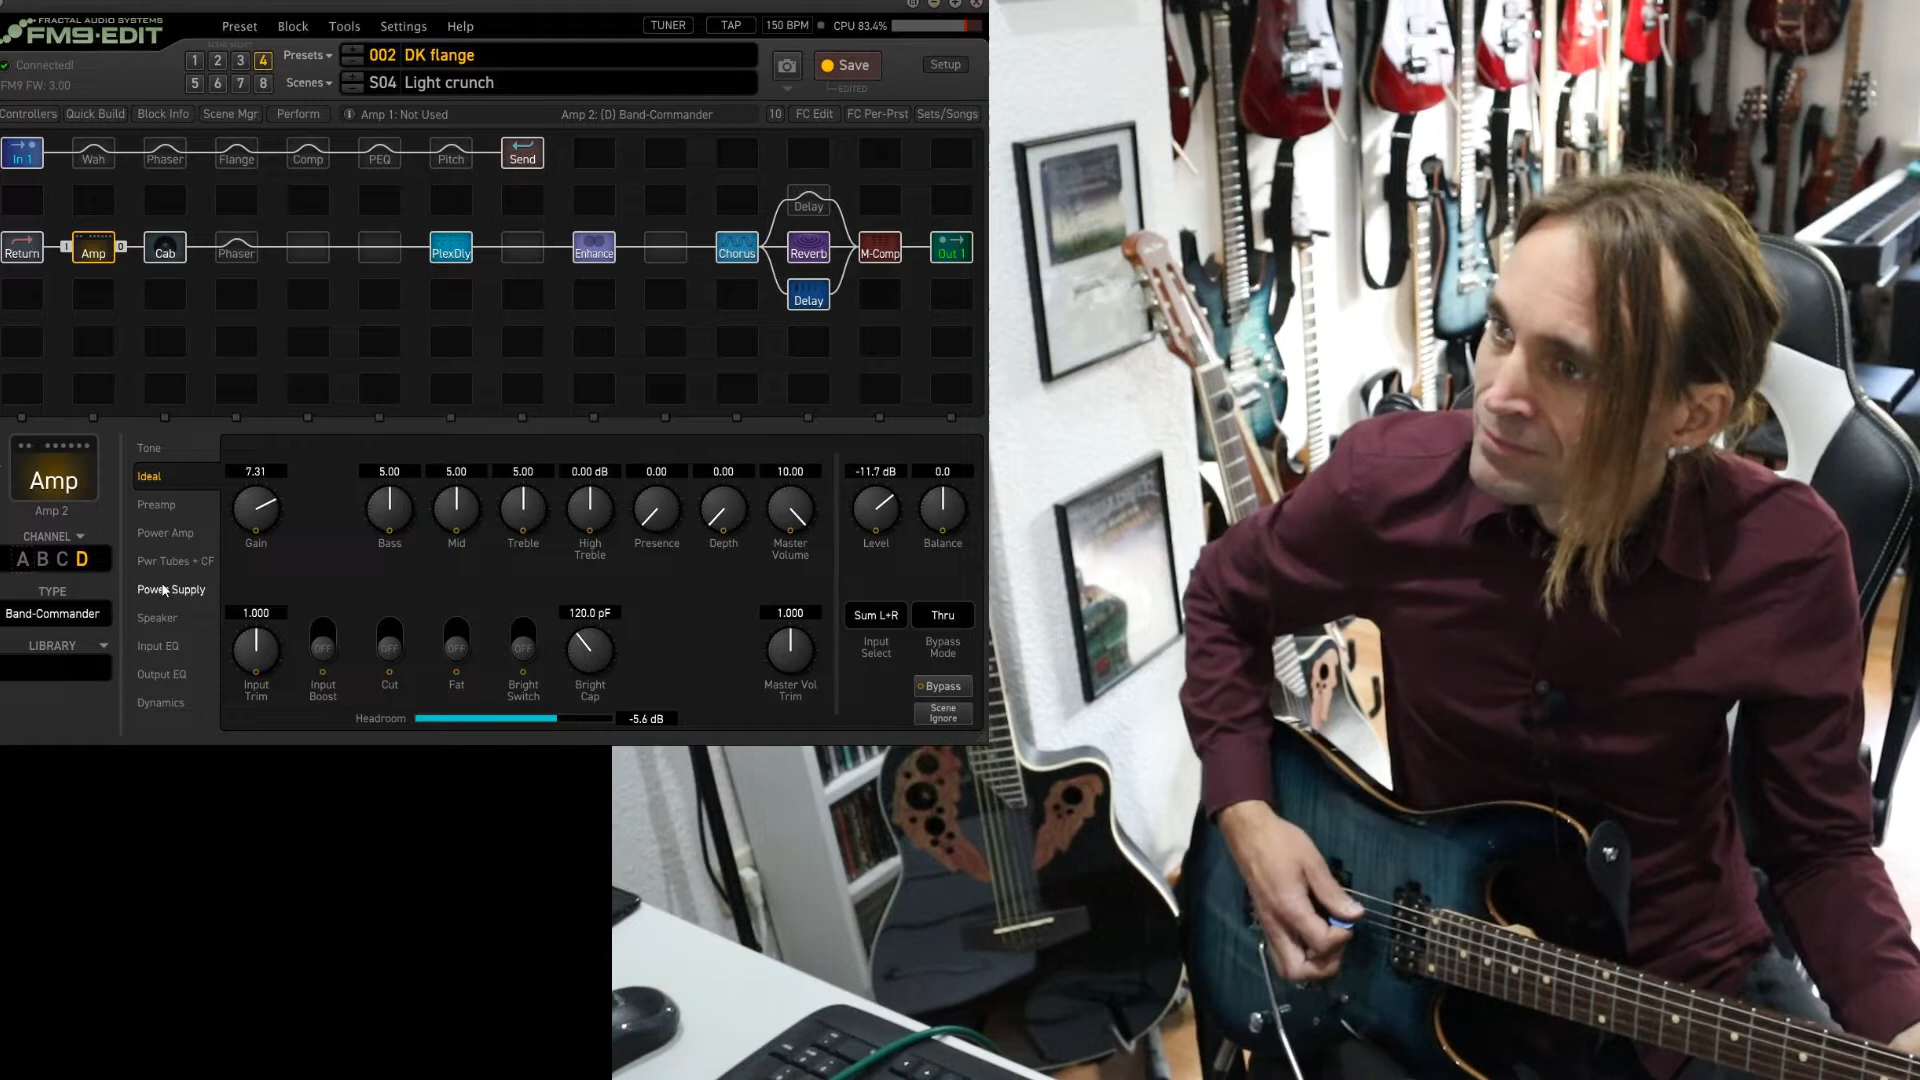 FRACTAL AUDIO SYSTEMS
FM9-EDIT
Preset Block Tools Settings Help
TUNER TAP 150 BPM CPU 83.4%
Connected!
FM9 FW: 3.00
1 2 3 4
5 6 7 8
Presets
002 DK flange
Scenes
S04 Light crunch
Save
EDITED
Setup
Controllers Quick Build Block Info Scene Mgr Perform Amp 1: Not Used Amp 2: (D) Band-Commander 10 FC Edit FC Per-Prst Sets/Songs
In 1 Wah Phaser Flange Comp PEQ Pitch Send
Delay
Return I Amp O Cab Phaser PlexDly Enhance Chorus Reverb M-Comp Out 1
Delay
Amp
Amp 2
CHANNEL
A B C D
TYPE
Band-Commander
LIBRARY
Tone
Ideal
Preamp
Power Amp
Pwr Tubes + CF
Power Supply
Speaker
Input EQ
Output EQ
Dynamics
7.31 5.00 5.00 5.00 0.00 dB 0.00 0.00 10.00 -11.7 dB 0.0
Gain Bass Mid Treble High Treble Presence Depth Master Volume Level Balance
1.000 120.0 pF 1.000 Sum L+R Thru
OFF OFF OFF OFF
Input Select Bypass Mode
Input Trim Input Boost Cut Fat Bright Switch Bright Cap Master Vol Trim
Bypass
Scene Ignore
Headroom -5.6 dB